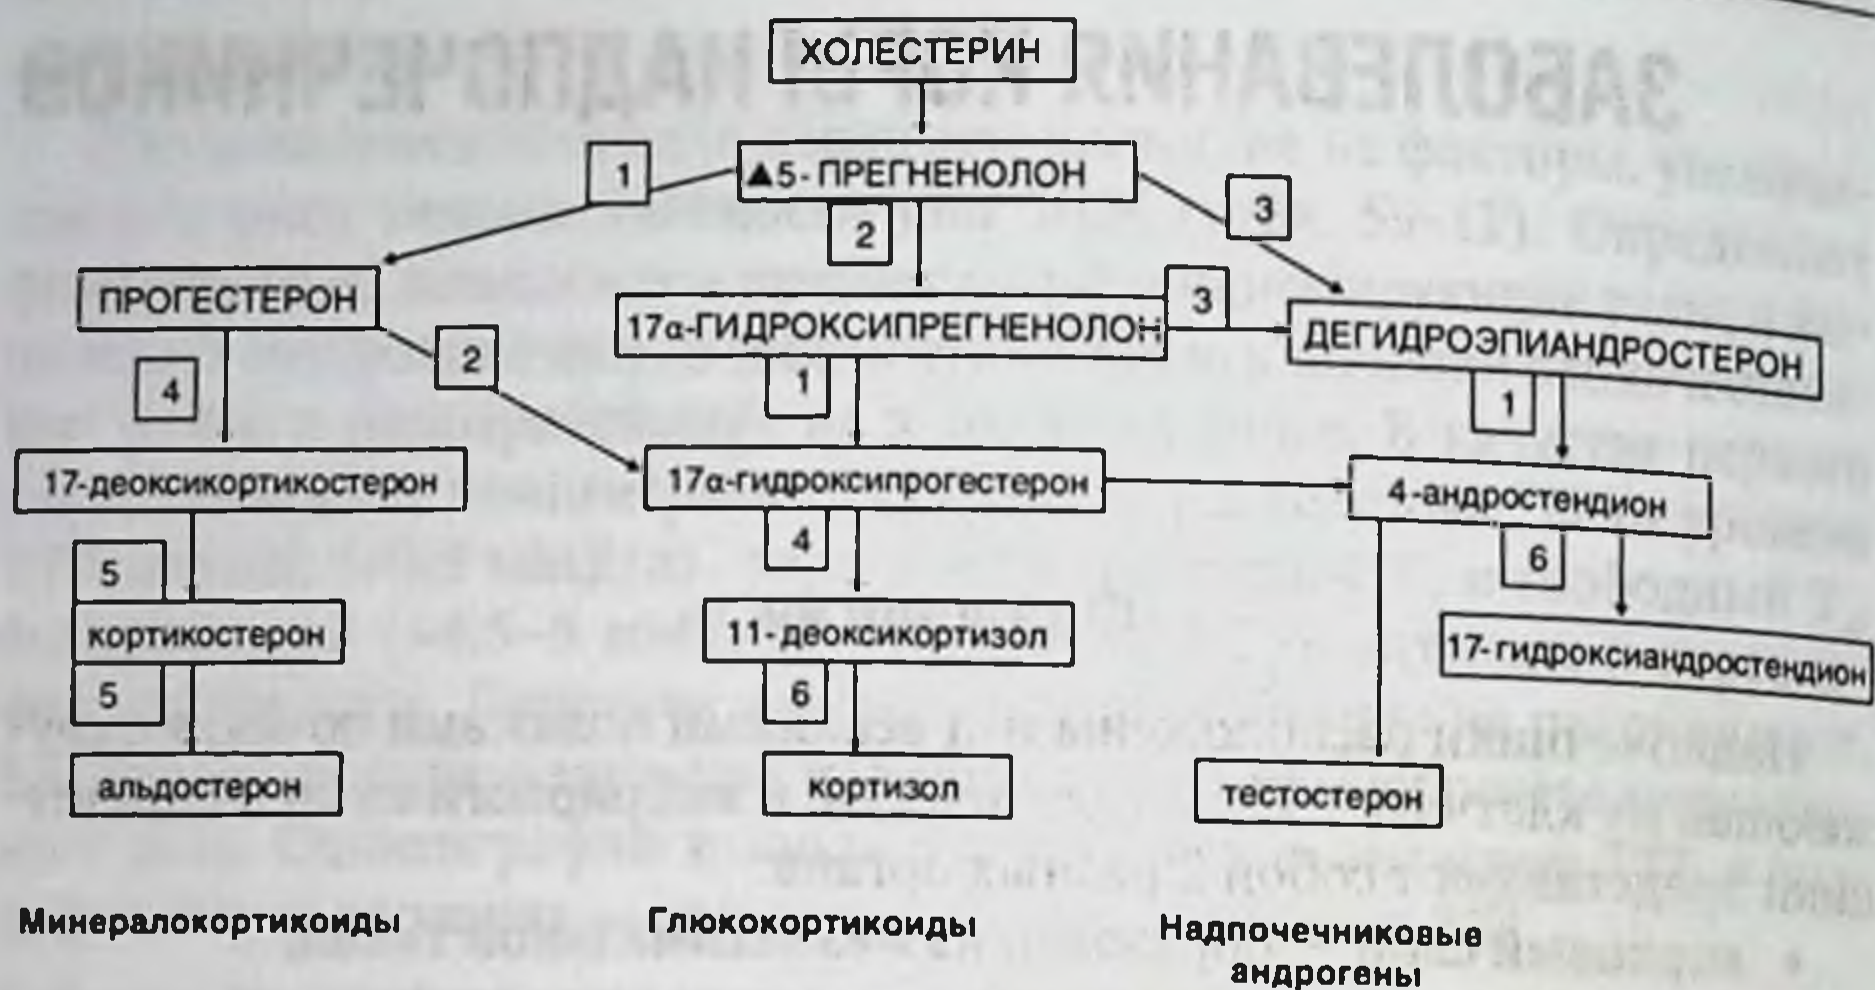 ЗАБОЛЕВАНИЯ НАДПОЧЕЧНИКОВ
ХОЛЕСТЕРИН
1
▲5-ПРЕГНЕНОЛОН
2
3
ПРОГЕСТЕРОН
17α-ГИДРОКСИПРЕГНЕНОЛОН
3
ДЕГИДРОЭПИАНДРОСТЕРОН
4
2
1
1
17-деоксикортикостерон
17α-гидроксипрогестерон
4-андростендион
5
4
6
кортикостерон
11-деоксикортизол
17-гидроксиандростендион
5
6
альдостерон
кортизол
тестостерон
Минералокортикоиды
Глюкокортикоиды
Надпочечниковые
андрогены